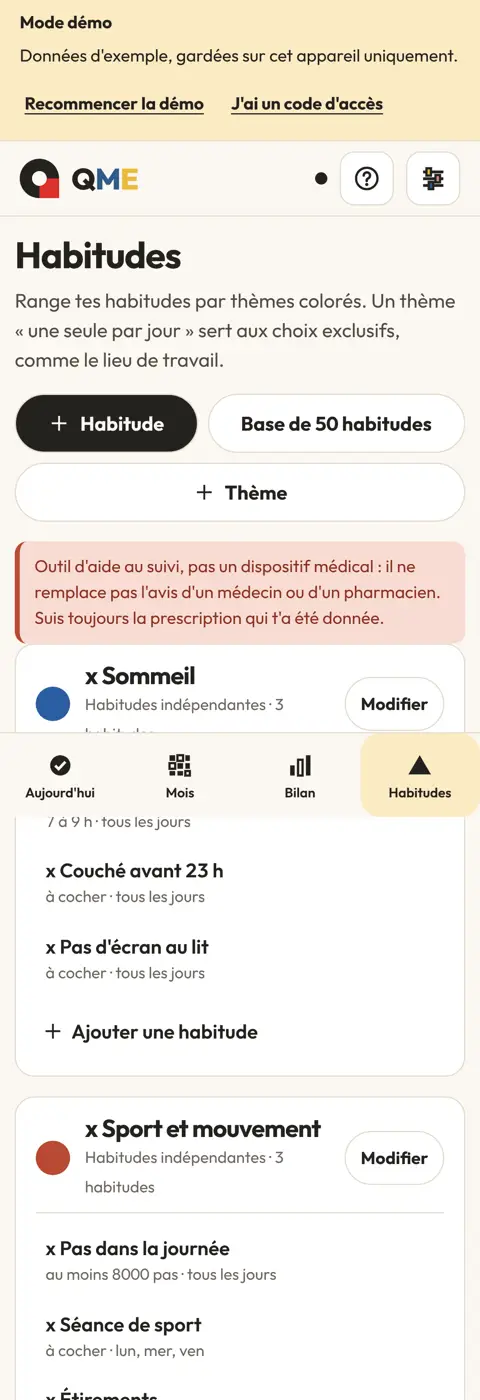 Mode démo
Données d'exemple, gardées sur cet appareil uniquement.
Recommencer la démo J'ai un code d'accès
QME
Habitudes
Range tes habitudes par thèmes colorés. Un thème
« une seule par jour » sert aux choix exclusifs,
comme le lieu de travail.
+ Habitude
Base de 50 habitudes
+ Thème
Outil d'aide au suivi, pas un dispositif médical : il ne
remplace pas l'avis d'un médecin ou d'un pharmacien.
Suis toujours la prescription qui t'a été donnée.
x Sommeil
Habitudes indépendantes · 3
Modifier
Aujourd'hui
Mois
Bilan
Habitudes
7 à 9 h · tous les jours
x Couché avant 23 h
à cocher · tous les jours
x Pas d'écran au lit
à cocher · tous les jours
+ Ajouter une habitude
x Sport et mouvement
Habitudes indépendantes · 3
habitudes
Modifier
x Pas dans la journée
au moins 8000 pas · tous les jours
x Séance de sport
à cocher · lun, mer, ven
x Étirements